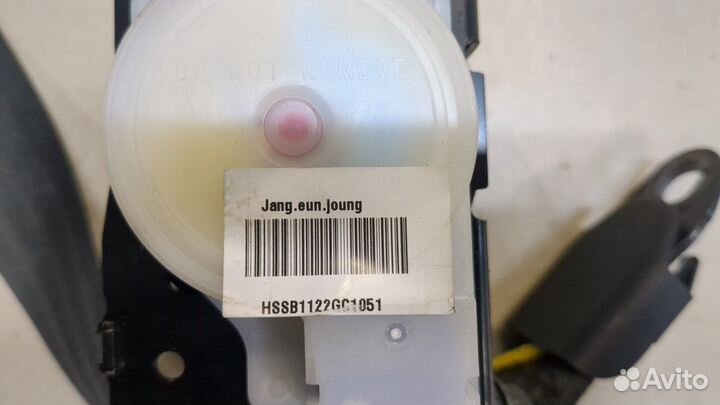 DO NOT REMOVE
Jang.eun.joung
HSSB1122GC1051
Avito